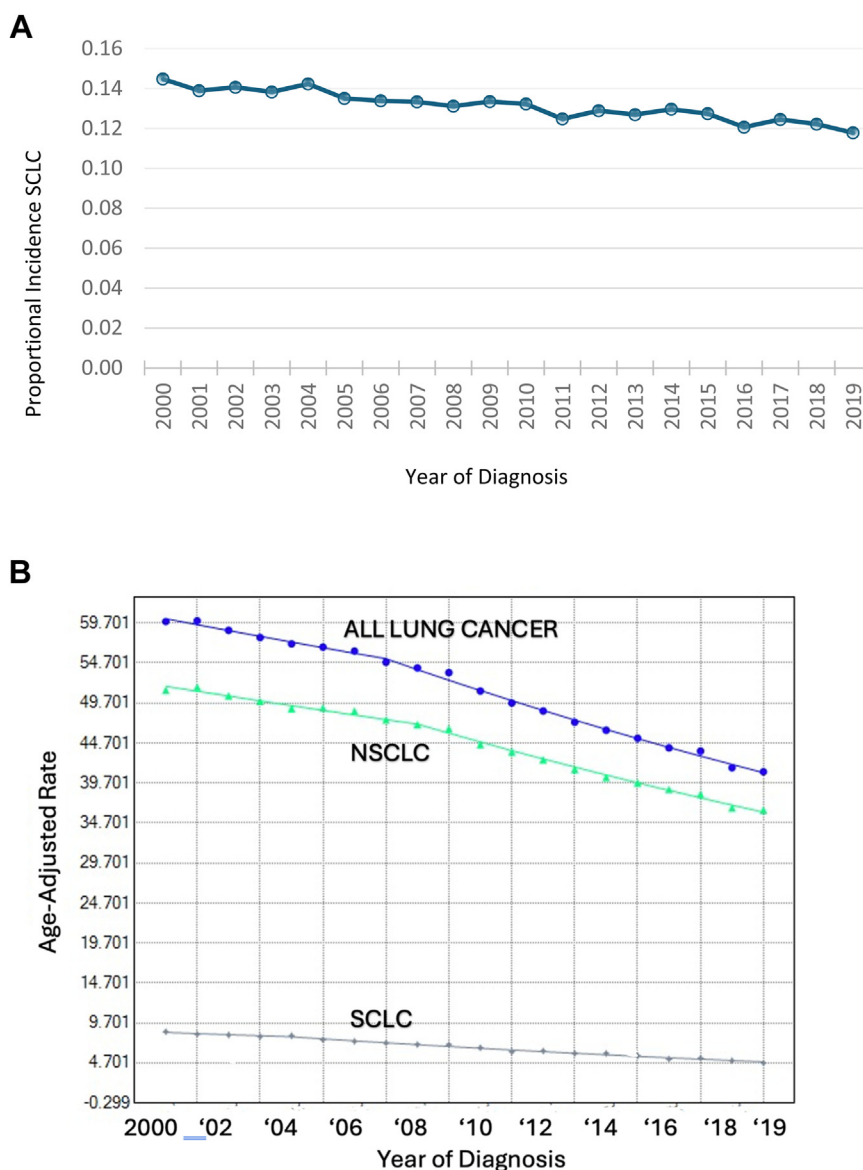 A
0.16
0.14
0.12
0.10
0.08
0.06
0.04
0.02
0.00
Proportional Incidence SCLC
2000 2001 2002 2003 2004 2005 2006 2007 2008 2009 2010 2011 2012 2013 2014 2015 2016 2017 2018 2019
Year of Diagnosis
B
59.701
54.701
49.701
44.701
39.701
34.701
29.701
24.701
19.701
14.701
9.701
4.701
-0.299
Age-Adjusted Rate
ALL LUNG CANCER
NSCLC
SCLC
2000 ‘02 ‘04 ‘06 ‘08 ‘10 ‘12 ‘14 ‘16 ‘18 ‘19
Year of Diagnosis